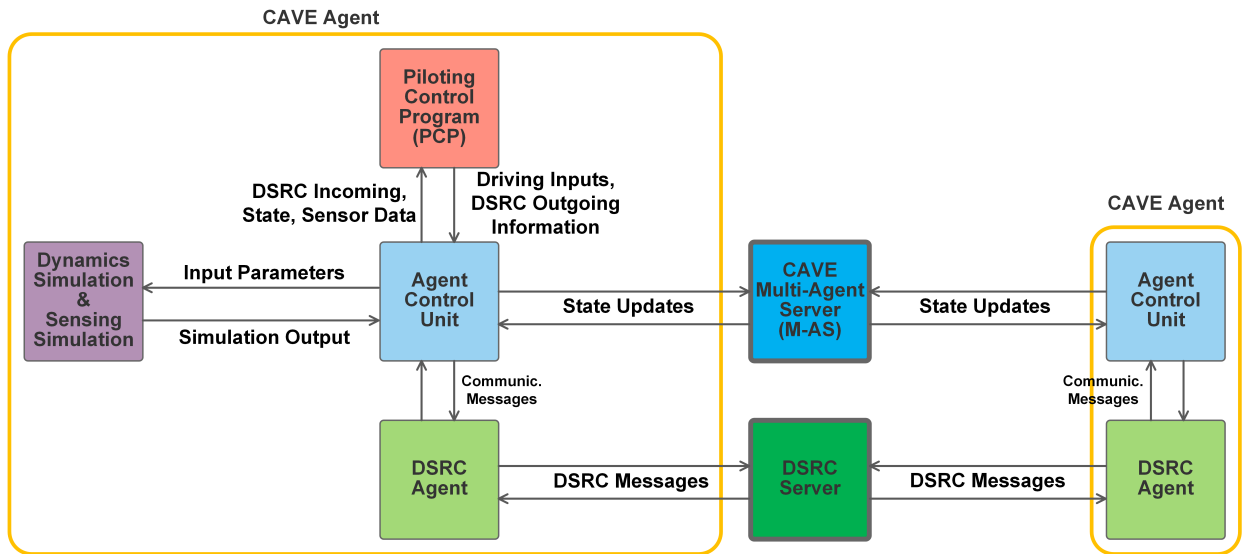 CAVE Agent
Piloting
Control
Program
(PCP)
DSRC Incoming,
State, Sensor Data
Driving Inputs,
DSRC Outgoing
Information
CAVE Agent
Dynamics
Simulation
&
Sensing
Simulation
Input Parameters
Simulation Output
Agent
Control
Unit
State Updates
CAVE
Multi-Agent
Server
(M-AS)
State Updates
Agent
Control
Unit
Communic.
Messages
Communic.
Messages
DSRC
Agent
DSRC Messages
DSRC
Server
DSRC Messages
DSRC
Agent